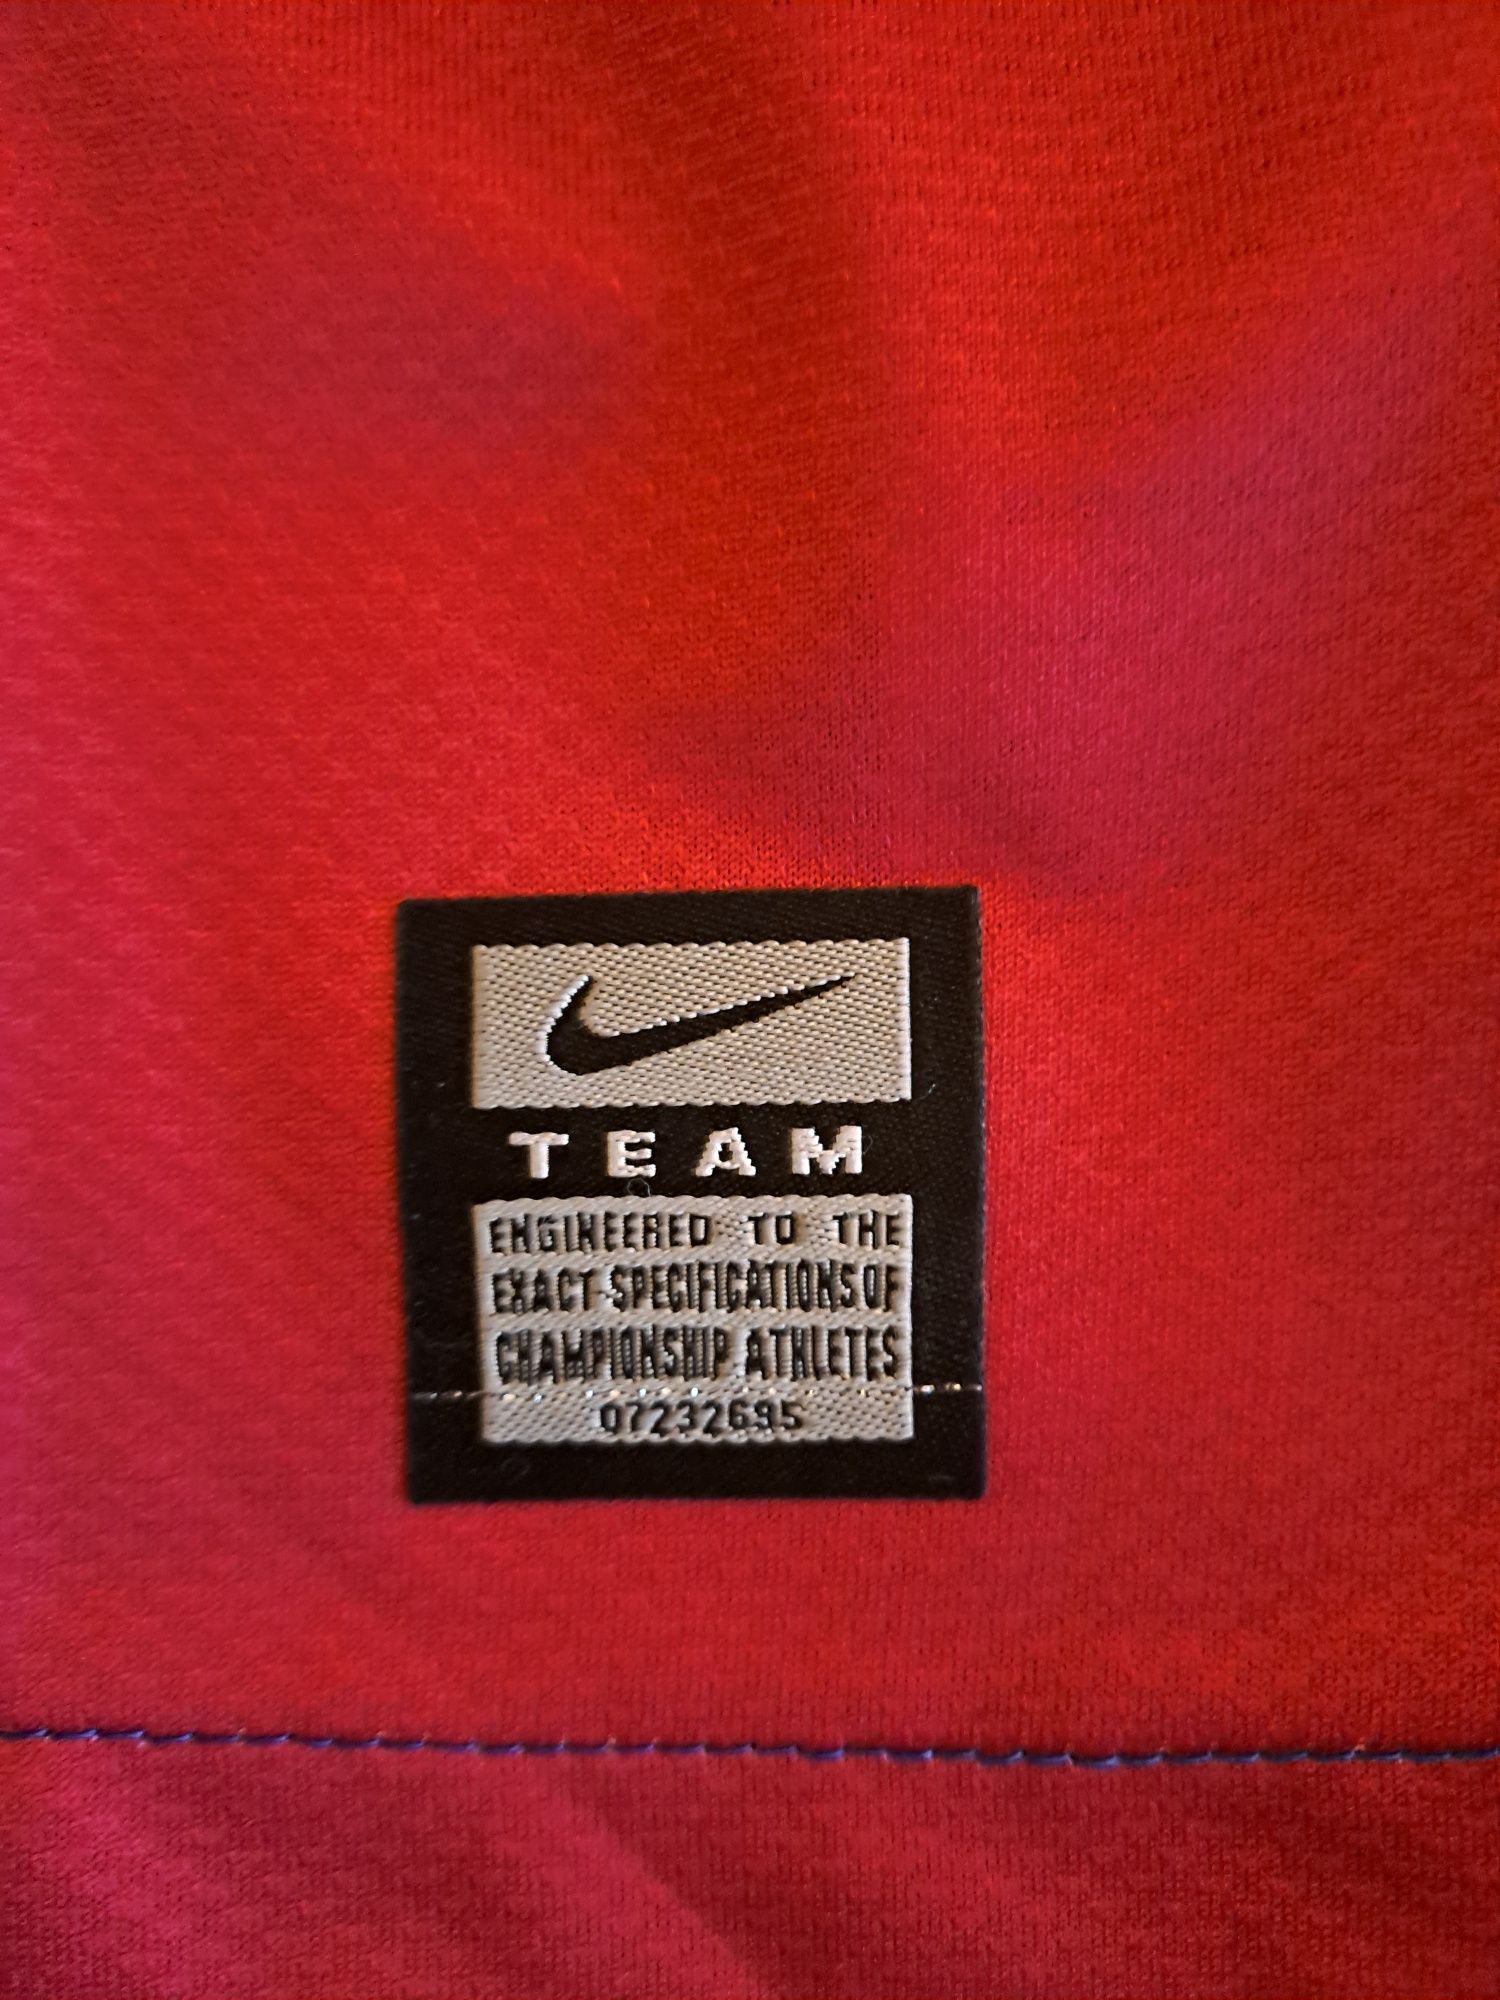 TEAM
ENGINEERED TO THE
EXACT SPECIFICATIONS OF
CHAMPIONSHIP ATHLETES
07232695